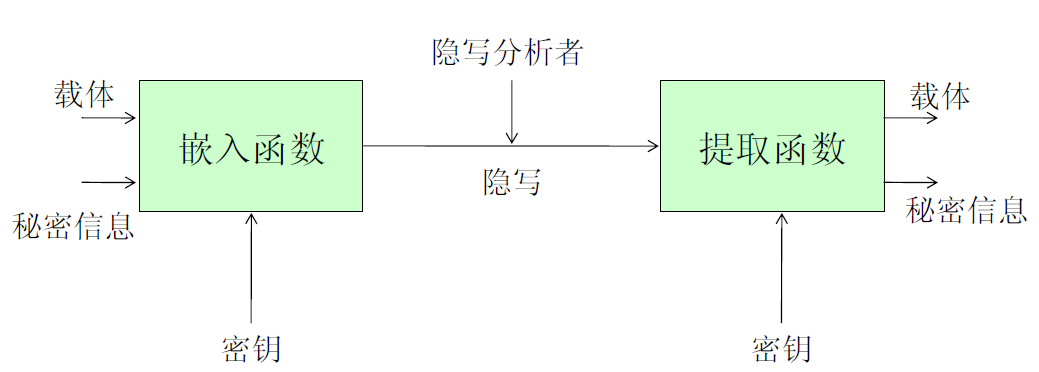 隐写分析者
载体
嵌入函数
提取函数
载体
隐写
秘密信息
秘密信息
密钥
密钥